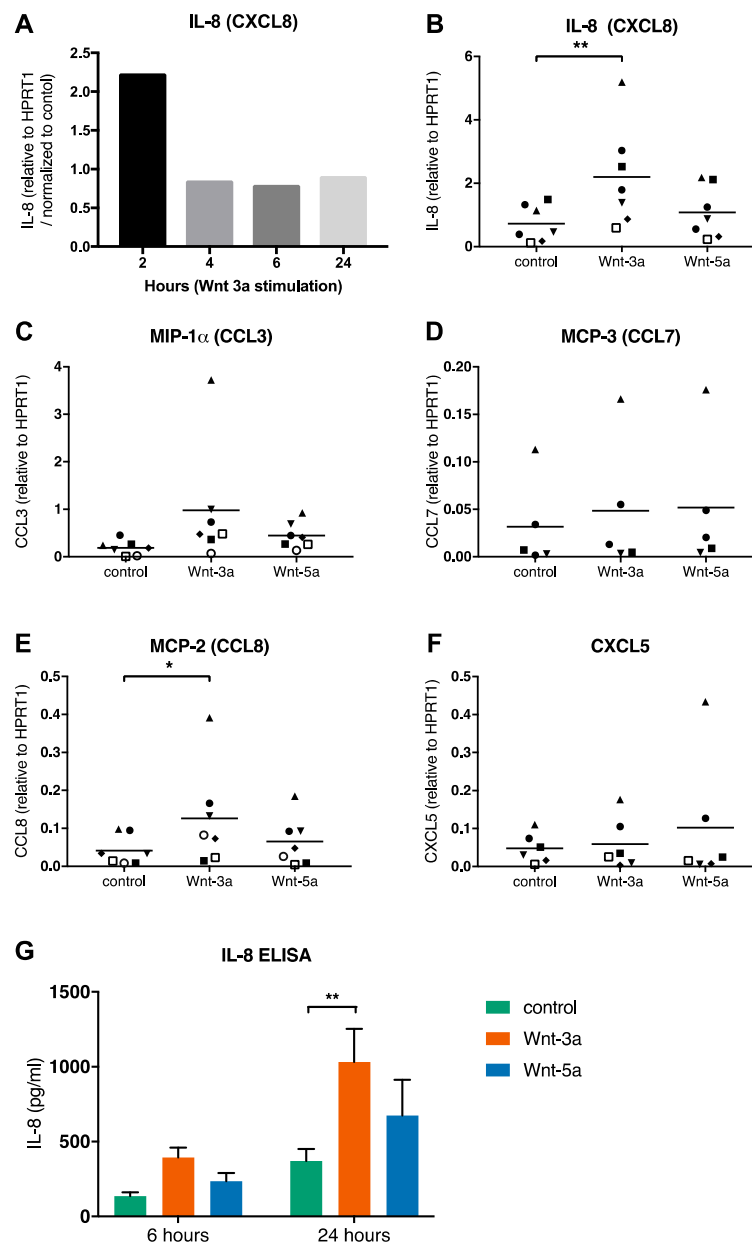 A
IL-8 (CXCL8)
IL-8 (relative to HPRT1)
/ normalized to contol)
2.5
2.0
1.5
1.0
0.5
0.0
2 4 6 24
Hours (Wnt 3a stimulation)
B
IL-8 (CXCL8)
**
IL-8 (relative to HPRT1)
6
4
2
0
control Wnt-3a Wnt-5a
C
MIP-1α (CCL3)
CCL3 (relative to HPRT1)
4
3
2
1
0
control Wnt-3a Wnt-5a
D
MCP-3 (CCL7)
CCL7 (relative to HPRT1)
0.20
0.15
0.10
0.05
0.00
control Wnt-3a Wnt-5a
E
MCP-2 (CCL8)
*
CCL8 (relative to HPRT1)
0.5
0.4
0.3
0.2
0.1
0.0
control Wnt-3a Wnt-5a
F
CXCL5
CXCL5 (relative to HPRT1)
0.5
0.4
0.3
0.2
0.1
0.0
control Wnt-3a Wnt-5a
G
IL-8 ELISA
**
IL-8 (pg/ml)
1500
1000
500
0
6 hours 24 hours
control
Wnt-3a
Wnt-5a